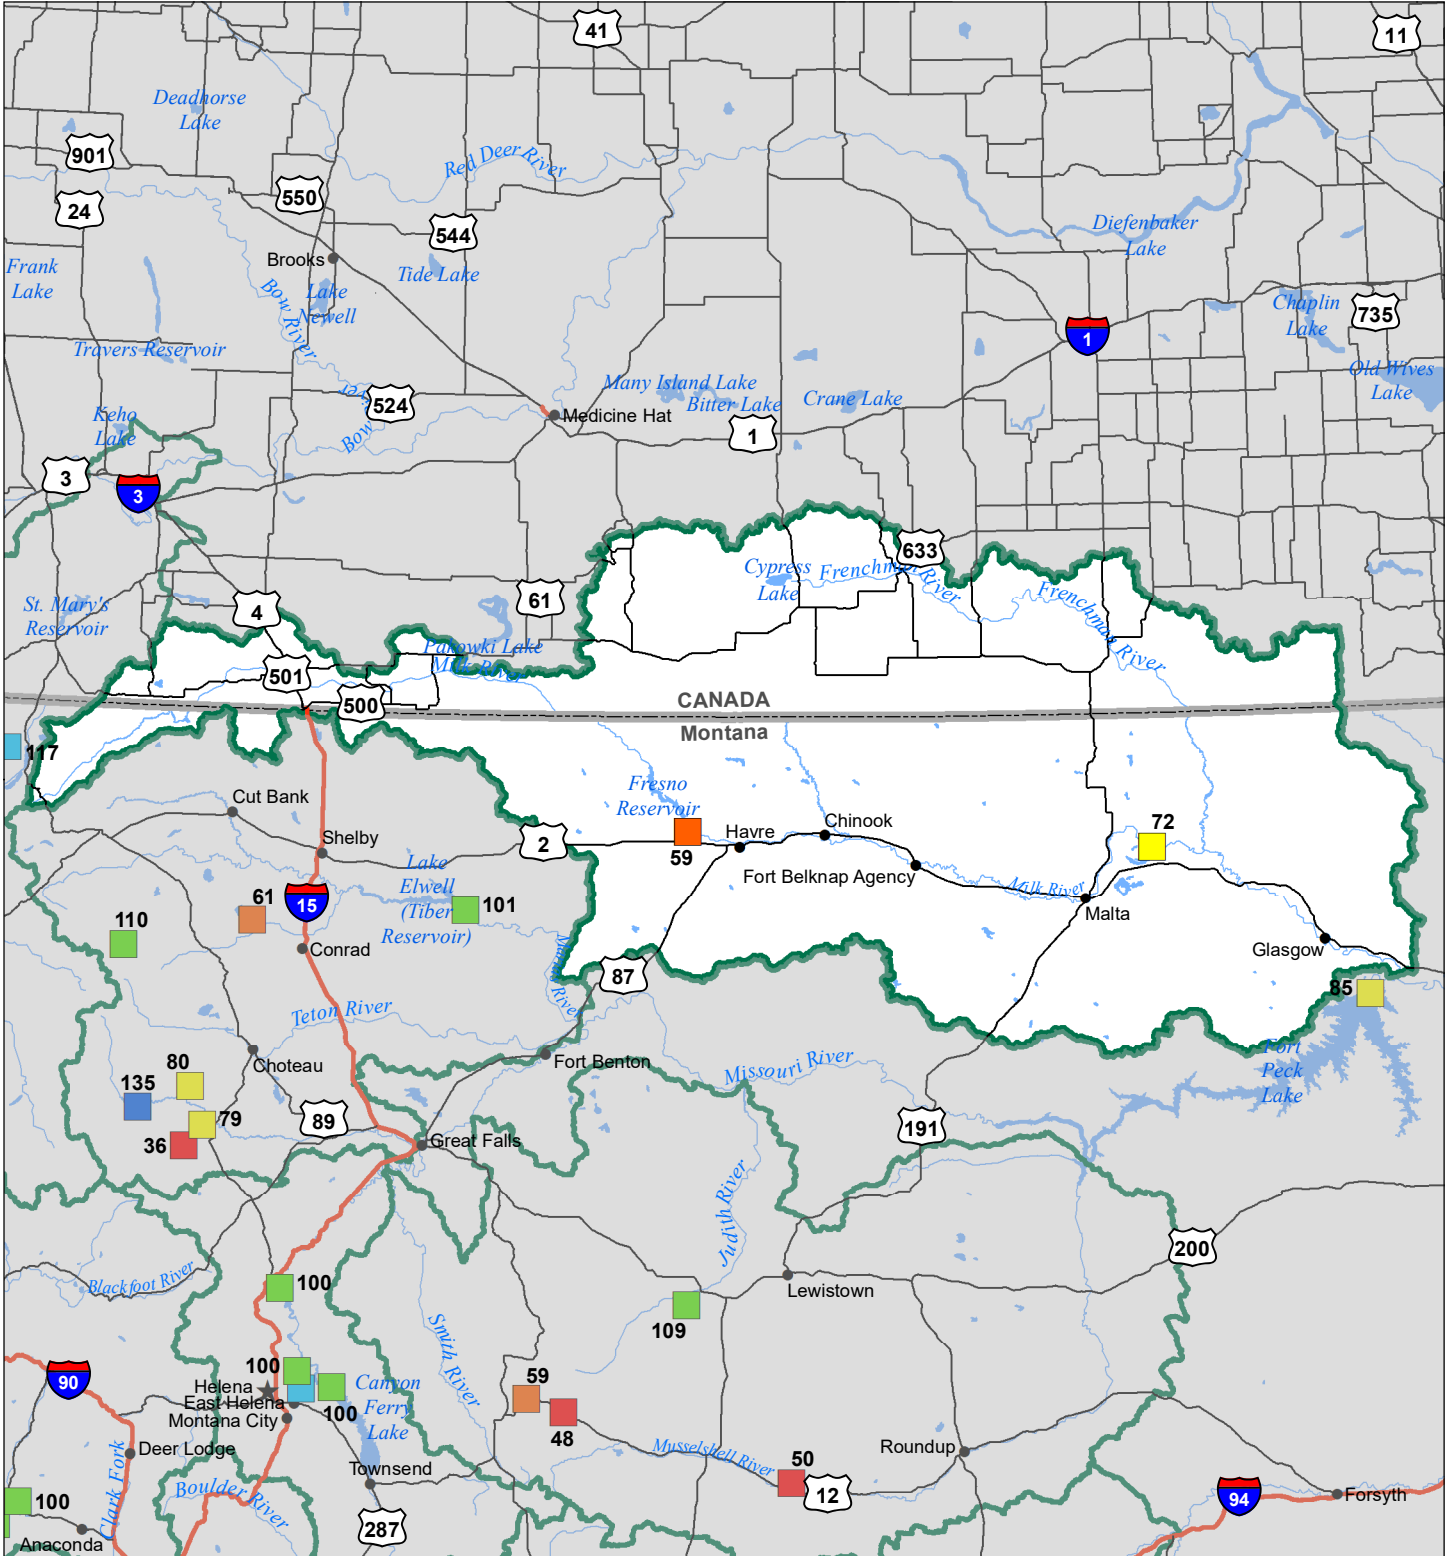 41
11
Deadhorse
Lake
901
Red Deer River
550
24
544
Diefenbaker
Lake
Brooks
Frank
Lake
Tide Lake
Bow River
Lake
Newell
Chaplin
Lake
735
1
Travers Reservoir
Many Island Lake
Bitter Lake
Crane Lake
Old Wives
Lake
524
Keho
Lake
Medicine Hat
Bow River
1
3
3
633
Cypress
Lake
Frenchman River
Frenchman River
61
4
St. Mary's
Reservoir
Pakowki Lake
Milk River
501
500
CANADA
Montana
117
Fresno
Reservoir
Cut Bank
Chinook
72
Havre
Shelby
2
59
Lake
Elwell
(Tiber
Reservoir)
Fort Belknap Agency
Milk River
61
15
101
Malta
110
Conrad
Glasgow
Marias River
87
85
Teton River
Fort
Peck
Lake
Choteau
Fort Benton
Missouri River
80
135
79
89
191
36
Great Falls
Judith River
200
Blackfoot River
100
Lewistown
109
Smith River
100
90
Helena
East Helena
Montana City
100
Canyon
Ferry
Lake
59
48
Clark Fork
Deer Lodge
Musselshell River
Roundup
Townsend
50
12
Boulder River
94
Forsyth
100
287
Anaconda